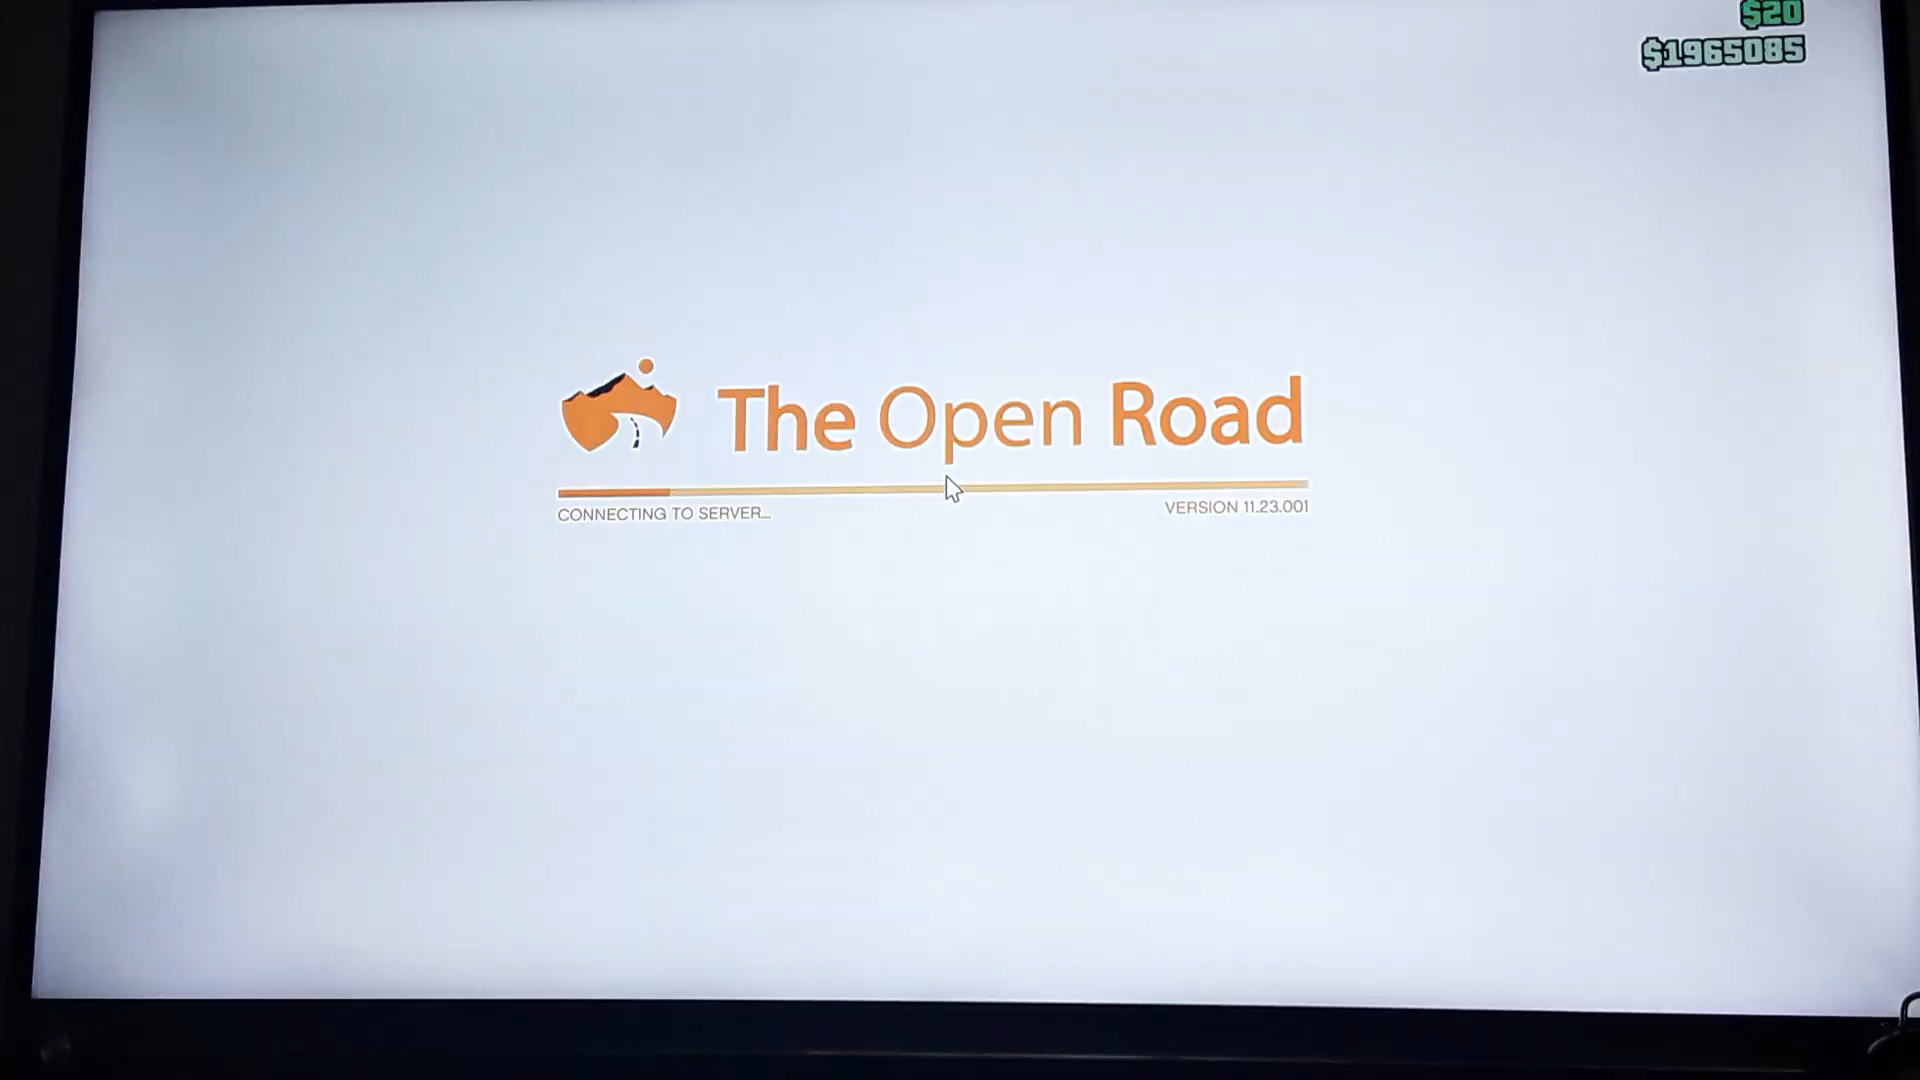 $20
$1965085
The Open Road
CONNECTING TO SERVER...
VERSION 11.23.001